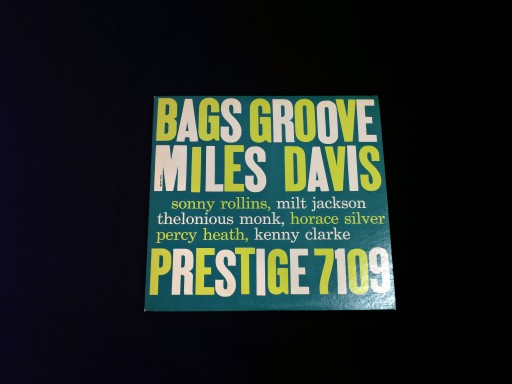 BAGS GROOVE
MILES DAVIS
sonny rollins, milt jackson
thelonious monk, horace silver
percy heath, kenny clarke
PRESTIGE 7109